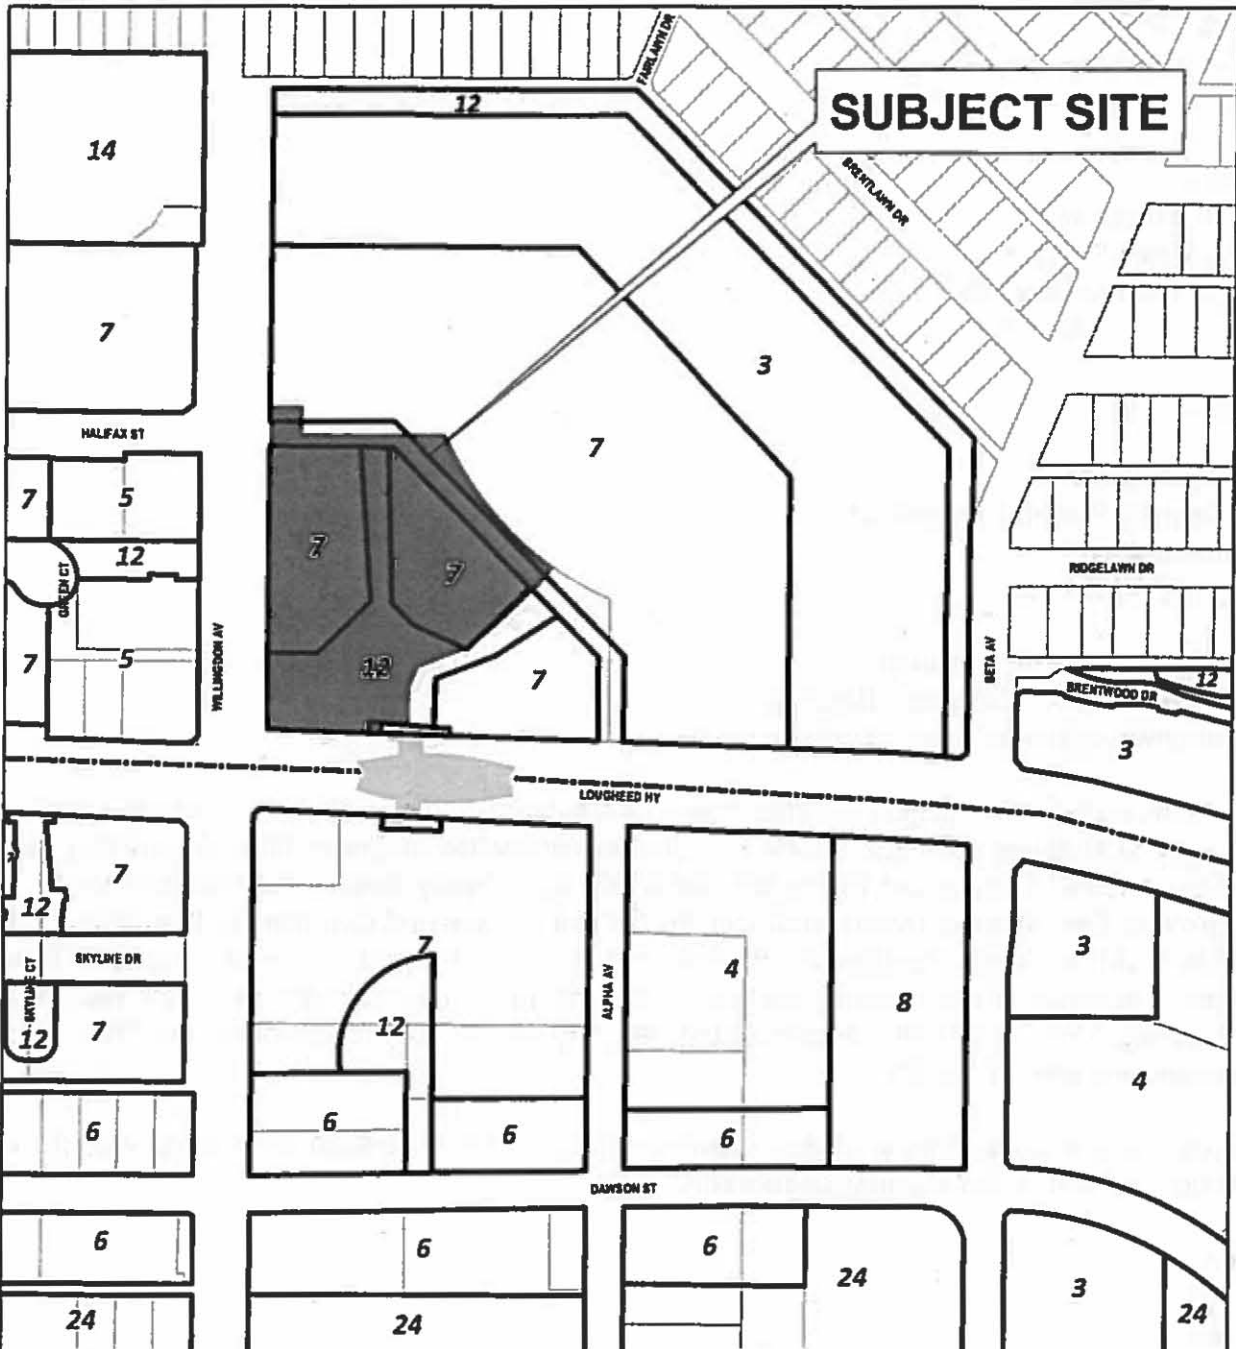 FAIRLAWN DR
12
SUBJECT SITE
14
BRENTLAWN DR
7
3
HALIFAX ST
7
7
5
7
7
12
RIDGELAWN DR
GREEN CT
WILLINGDON AV
7
5
12
7
BETA AV
12
BRENTWOOD DR
3
LOUGHEED HY
7
12
7
4
3
SKYLINE DR
SKYLINE CT
ALPHA AV
8
12
12
7
4
6
6
6
6
DAWSON ST
6
6
6
24
3
24
24
24